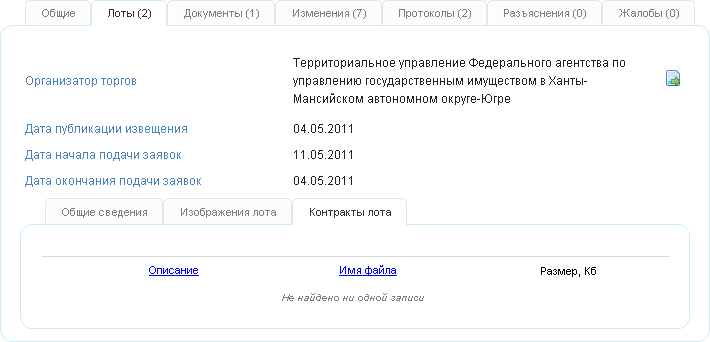 Общие Лоты (2) Документы (1) Изменения (7) Протоколы (2) Разъяснения (0) Жалобы (0)
Организатор торгов
Территориальное управление Федерального агентства по
управлению государственным имуществом в Ханты-
Мансийском автономном округе-Югре
Дата публикации извещения 04.05.2011
Дата начала подачи заявок 11.05.2011
Дата окончания подачи заявок 04.05.2011
Общие сведения Изображения лота Контракты лота
Описание Имя файла Размер, Кб
Не найдено ни одной записи